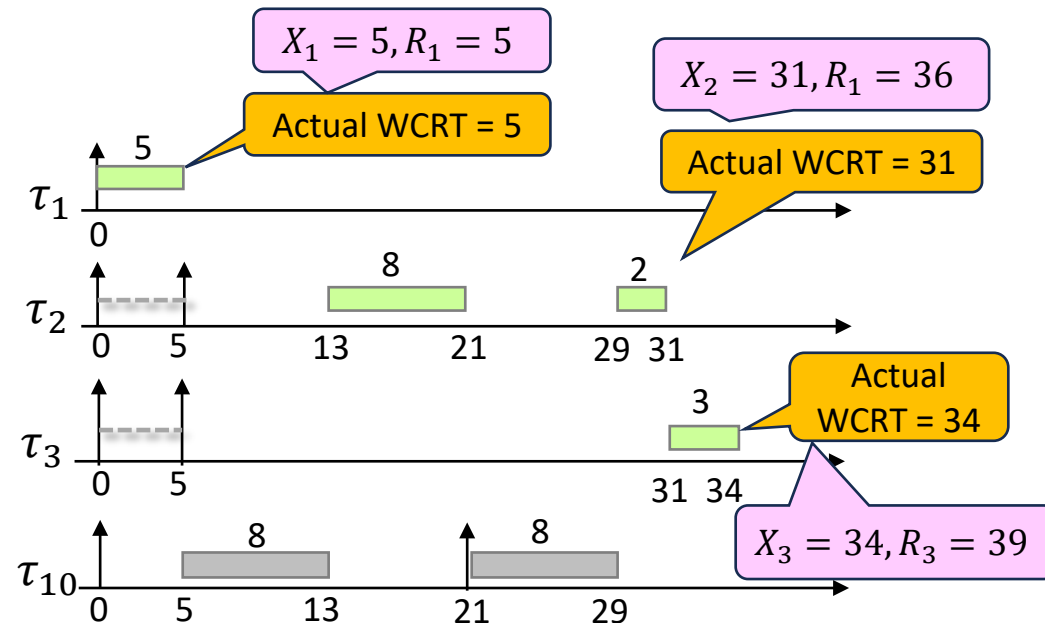 X₁ = 5, R₁ = 5
X₂ = 31, R₁ = 36
Actual WCRT = 5
Actual WCRT = 31
5
τ₁
0
8
2
τ₂
0 5 13 21 29 31
Actual
WCRT = 34
3
τ₃
0 5 31 34
X₃ = 34, R₃ = 39
8 8
τ₁₀
0 5 13 21 29